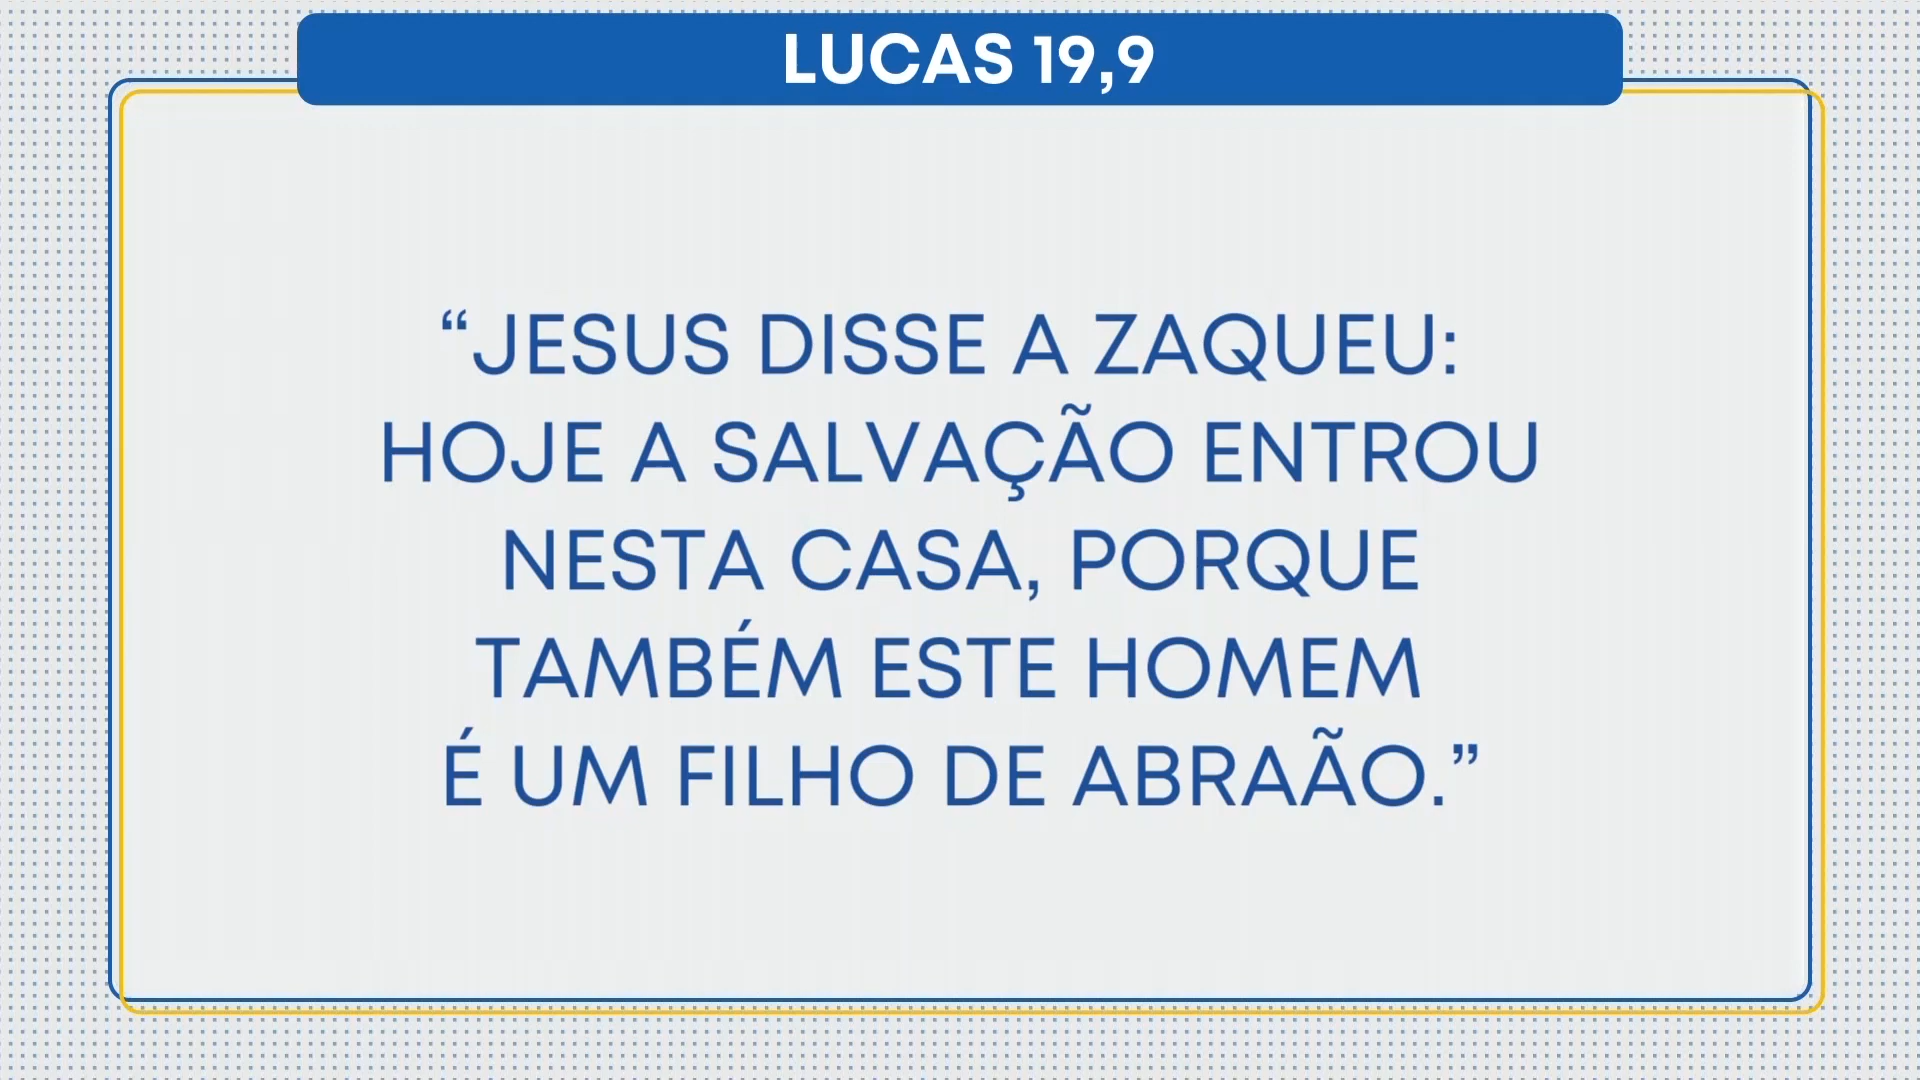 LUCAS 19,9
“JESUS DISSE A ZAQUEU:
HOJE A SALVAÇÃO ENTROU
NESTA CASA, PORQUE
TAMBÉM ESTE HOMEM
É UM FILHO DE ABRAÃO.”